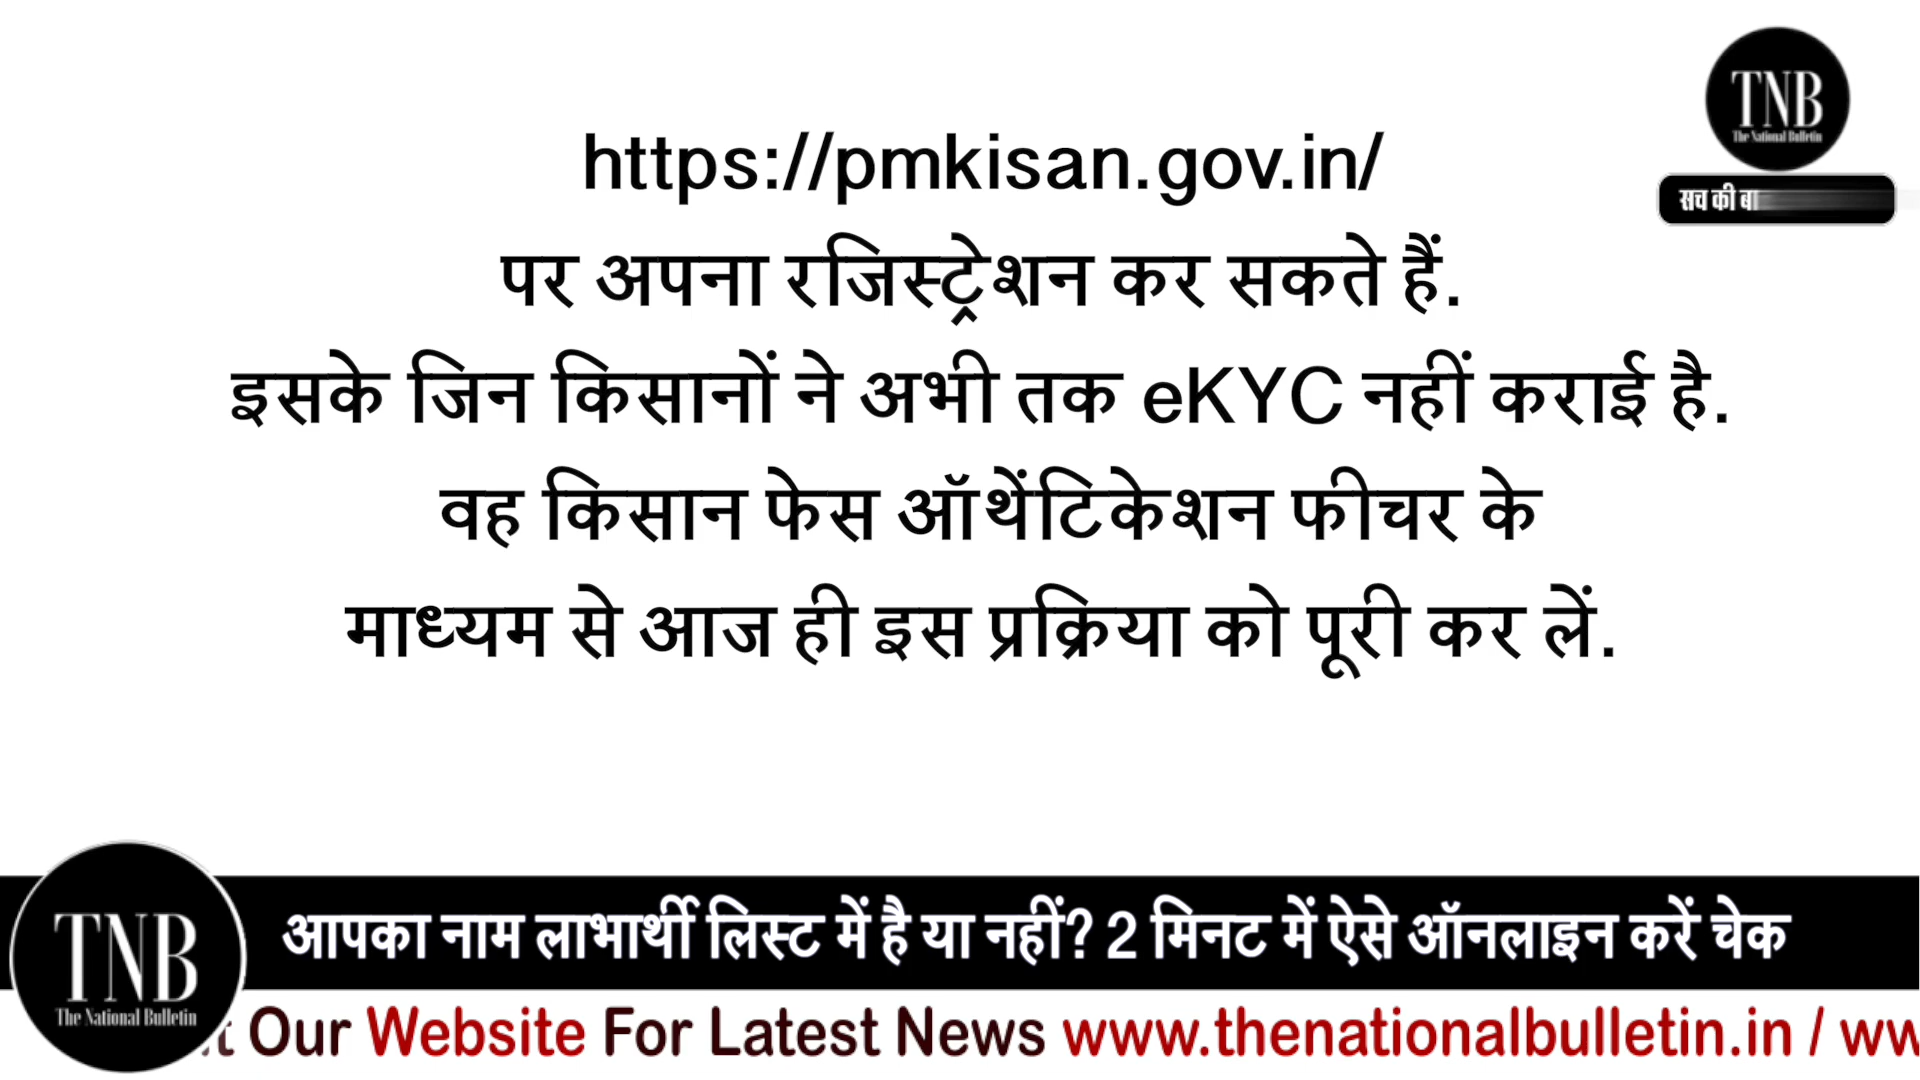 TNB
The National Bulletin
सच की बा
https://pmkisan.gov.in/
पर अपना रजिस्ट्रेशन कर सकते हैं.
इसके जिन किसानों ने अभी तक eKYC नहीं कराई है.
वह किसान फेस ऑथेंटिकेशन फीचर के
माध्यम से आज ही इस प्रक्रिया को पूरी कर लें.
आपका नाम लाभार्थी लिस्ट में है या नहीं? 2 मिनट में ऐसे ऑनलाइन करें चेक
TNB
The National Bulletin
t Our Website For Latest News www.thenationalbulletin.in / ww